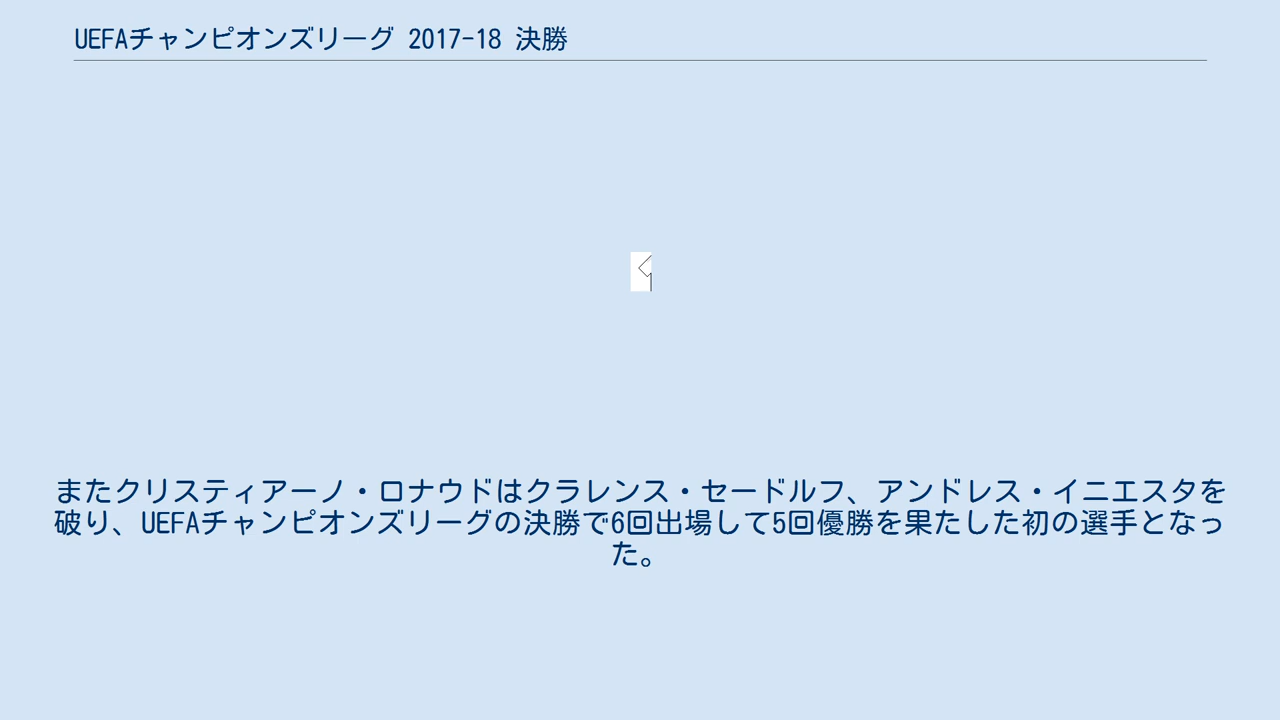 UEFAチャンピオンズリーグ 2017-18 決勝
またクリスティアーノ・ロナウドはクラレンス・セードルフ、アンドレス・イニエスタを
破り、UEFAチャンピオンズリーグの決勝で6回出場して5回優勝を果たした初の選手となっ
た。